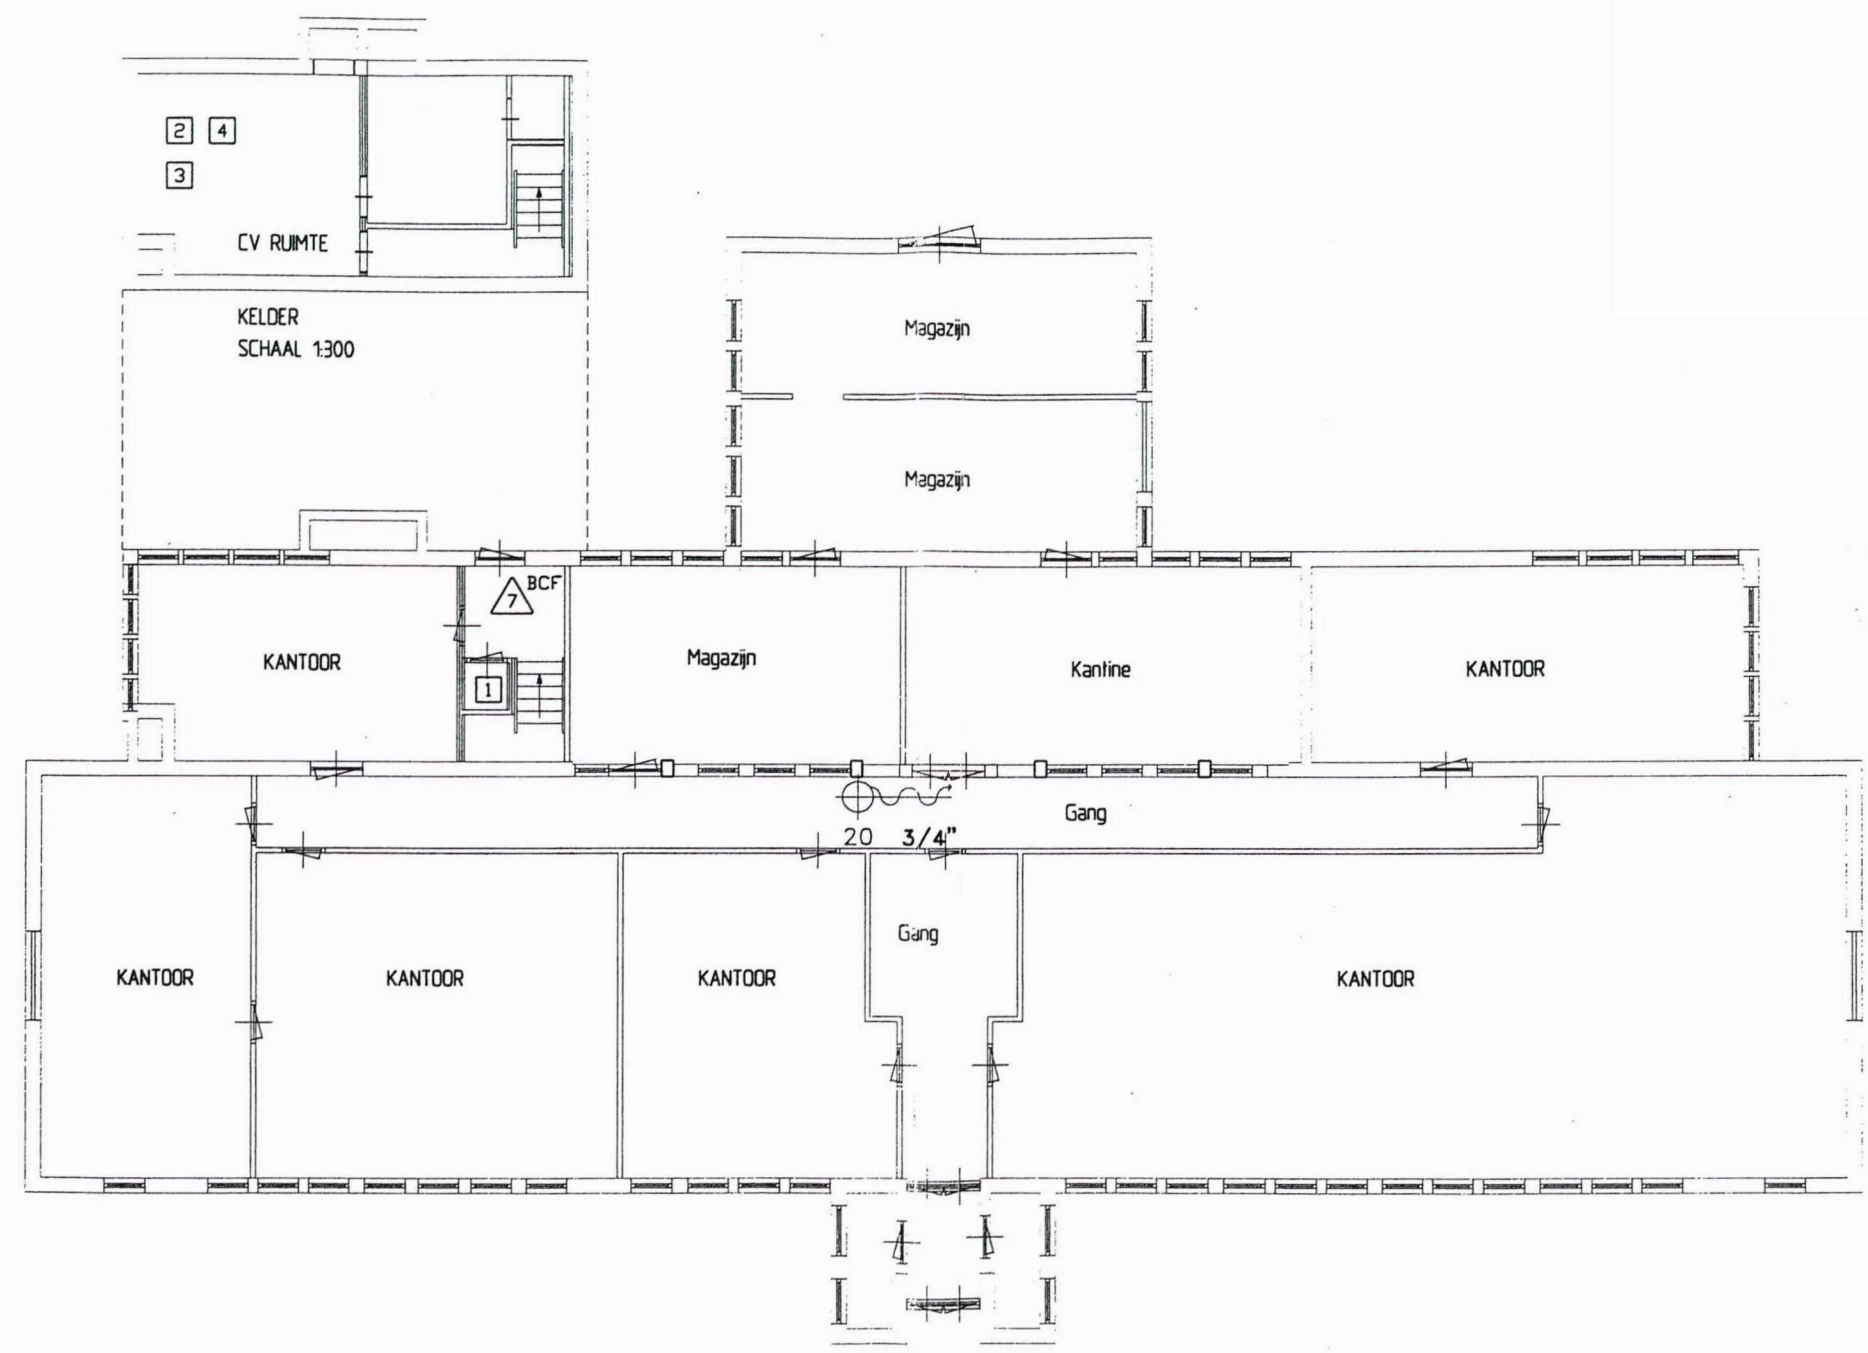 2 4
3
CV RUIMTE
KELDER
SCHAAL 1:300
Magazijn
Magazijn
7 BCF
KANTOOR
1
Magazijn
Kantine
KANTOOR
Gang
20 3/4"
Gang
KANTOOR
KANTOOR
KANTOOR
KANTOOR